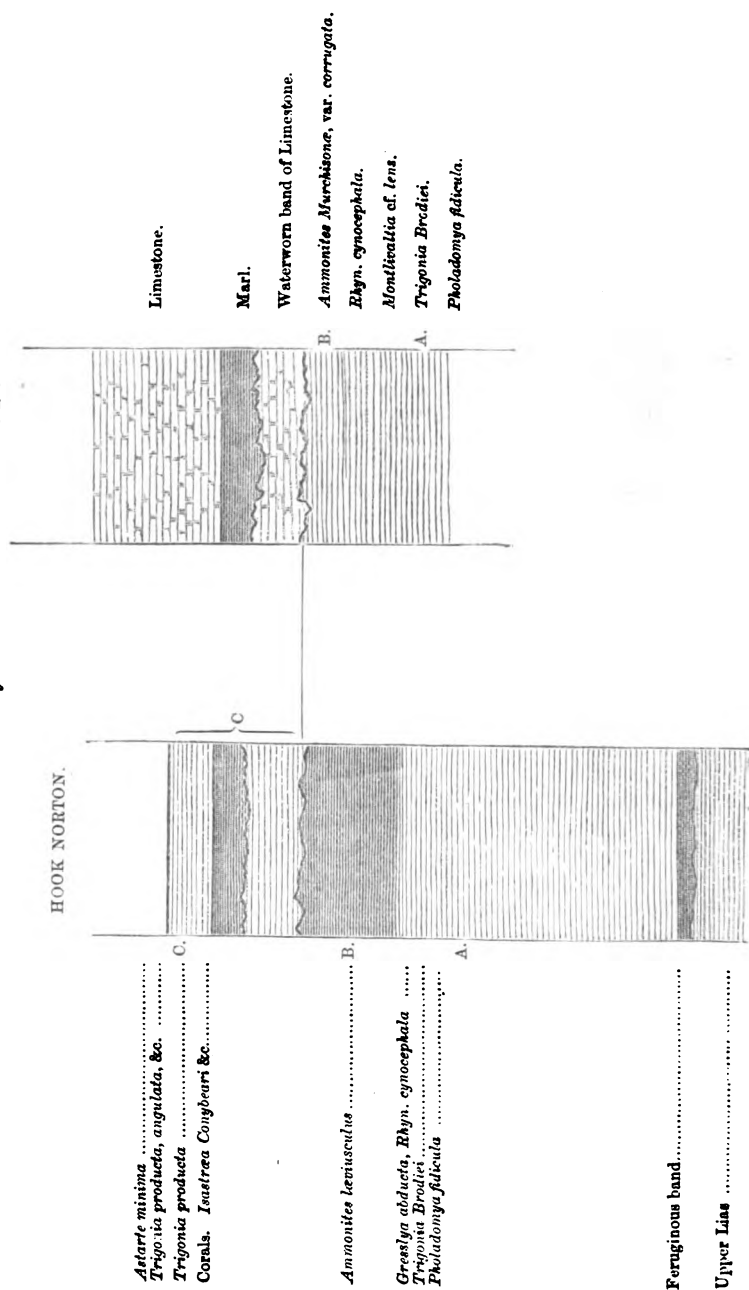 HOOK NORTON.
Astarte minima
Trigonia producta, angulata, &c.
Trigonia producta
Corals. Isastræa Conybeari &c.
Ammonites læviusculus
Gresslya abducta, Rhyn. cynocephala
Trigonia Brodiei
Pholadomya fidicula
Feruginous band
Upper Lias
C.
B.
A.
C
B.
A.
Limestone.
Marl.
Waterworn band of Limestone.
Ammonites Murchisonæ, var. corrugata.
Rhyn. cynocephala.
Montlivaltia cf. lens.
Trigonia Brodiei.
Pholadomya fidicula.